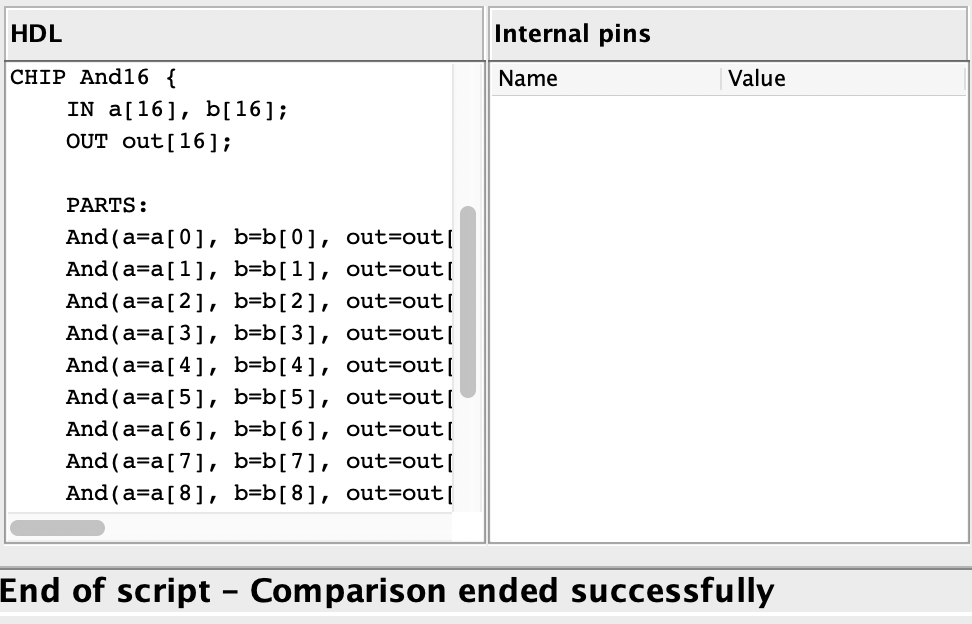 HDL
CHIP And16 {
IN a[16], b[16];
OUT out[16];
PARTS:
And(a=a[0], b=b[0], out=out[
And(a=a[1], b=b[1], out=out[
And(a=a[2], b=b[2], out=out[
And(a=a[3], b=b[3], out=out[
And(a=a[4], b=b[4], out=out[
And(a=a[5], b=b[5], out=out[
And(a=a[6], b=b[6], out=out[
And(a=a[7], b=b[7], out=out[
And(a=a[8], b=b[8], out=out[
Internal pins
Name Value
End of script – Comparison ended successfully